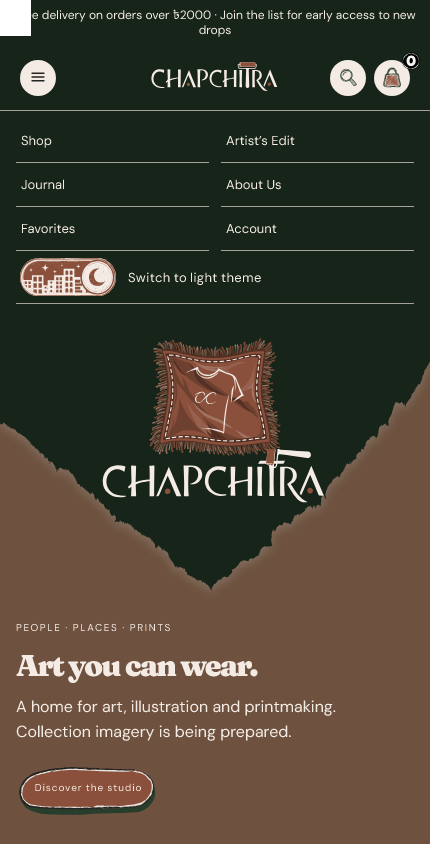 e delivery on orders over ৳2000 · Join the list for early access to new
drops
CHAPCHITRA
0
Shop
Artist's Edit
Journal
About Us
Favorites
Account
Switch to light theme
CHAPCHITRA
PEOPLE · PLACES · PRINTS
Art you can wear.
A home for art, illustration and printmaking.
Collection imagery is being prepared.
Discover the studio